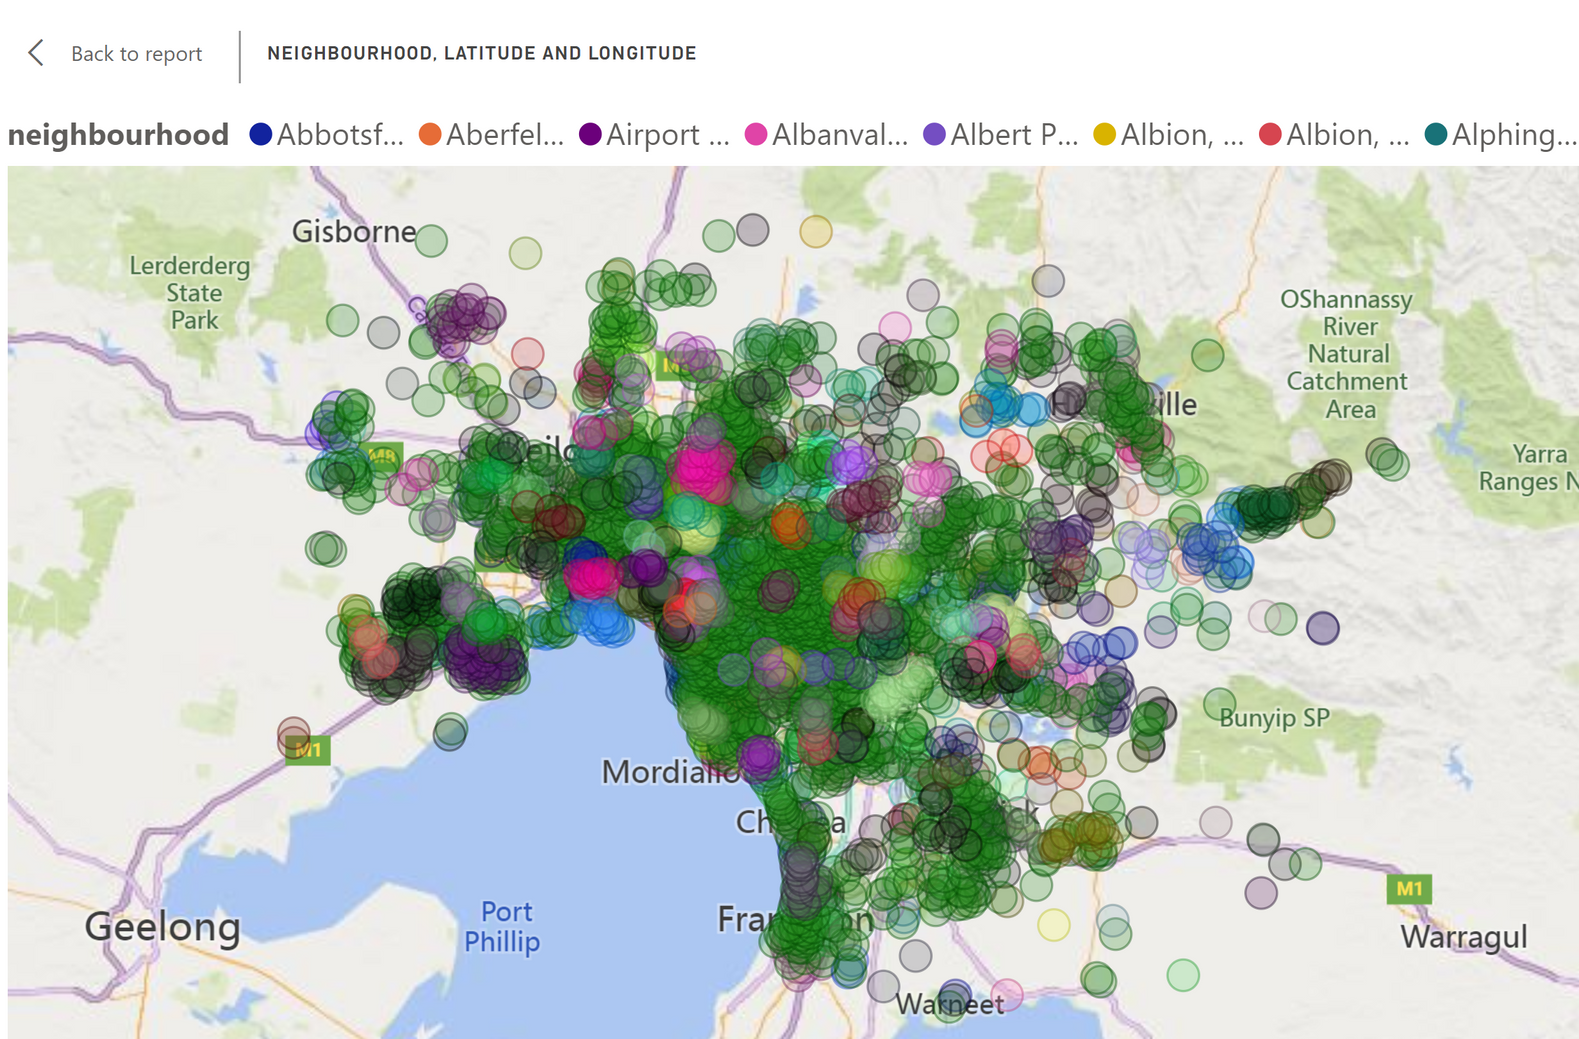 Back to report
NEIGHBOURHOOD, LATITUDE AND LONGITUDE
neighbourhood Abbotsf... Aberfel... Airport ... Albanval... Albert P... Albion, ... Albion, ... Alphing...
Gisborne
Lerderderg
State
Park
OShannassy
River
Natural
Catchment
Area
Yarra
Ranges N
Bunyip SP
M1
Port
Phillip
Geelong
M1
Warragul
Warneet